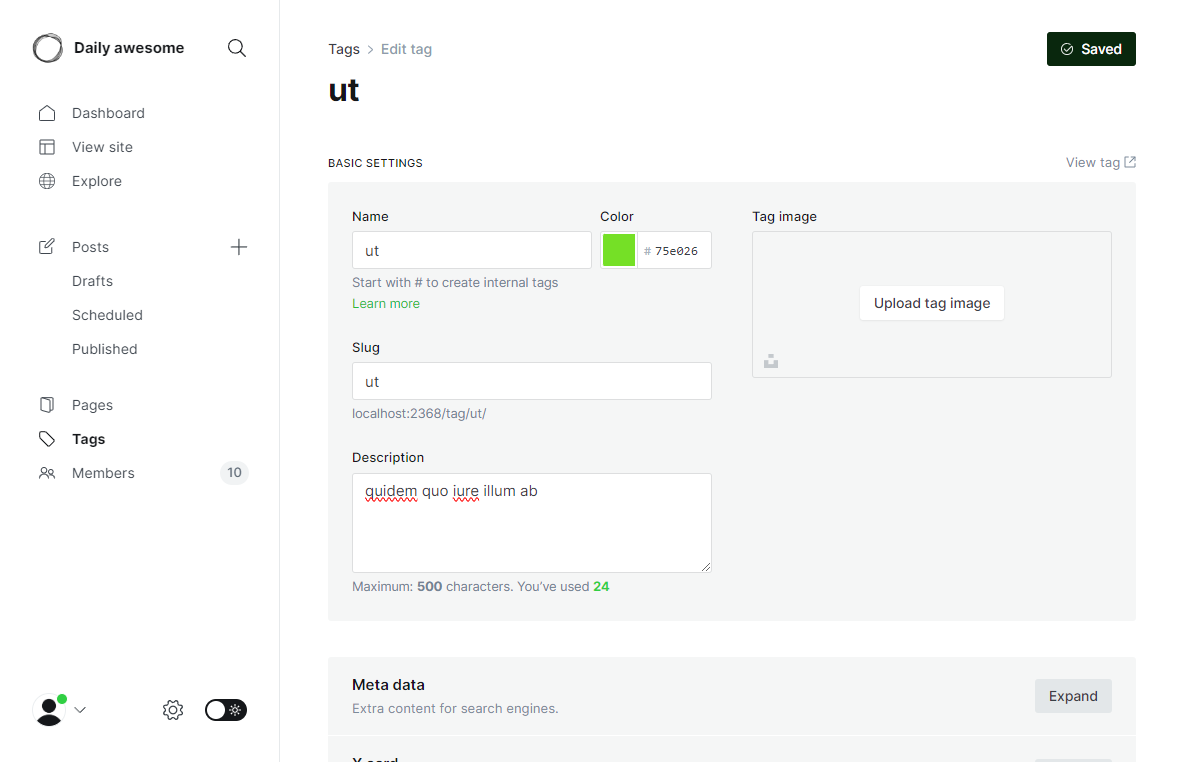 Daily awesome
Dashboard
View site
Explore
Posts
Drafts
Scheduled
Published
Pages
Tags
Members 10
Tags > Edit tag
Saved
ut
BASIC SETTINGS
View tag
Name
ut
Start with # to create internal tags
Learn more
Color
# 75e026
Slug
ut
localhost:2368/tag/ut/
Description
quidem quo iure illum ab
Maximum: 500 characters. You’ve used 24
Tag image
Upload tag image
Meta data
Extra content for search engines.
Expand
X card